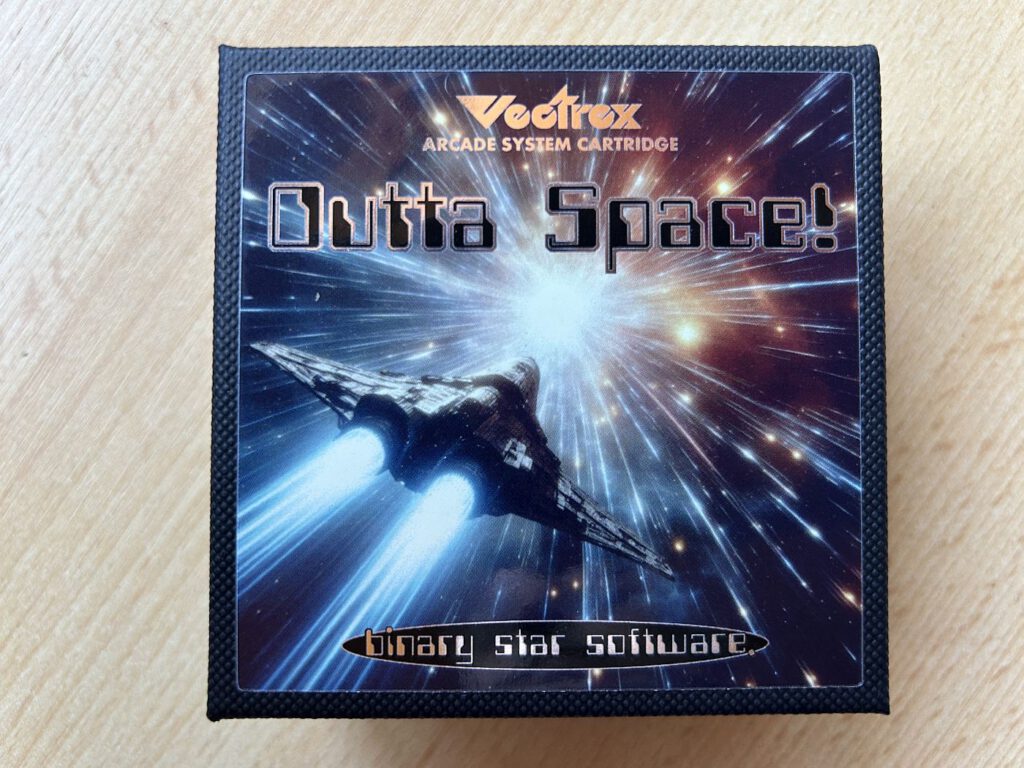 Vectrex
ARCADE SYSTEM CARTRIDGE
Outta Space!
binary star software.